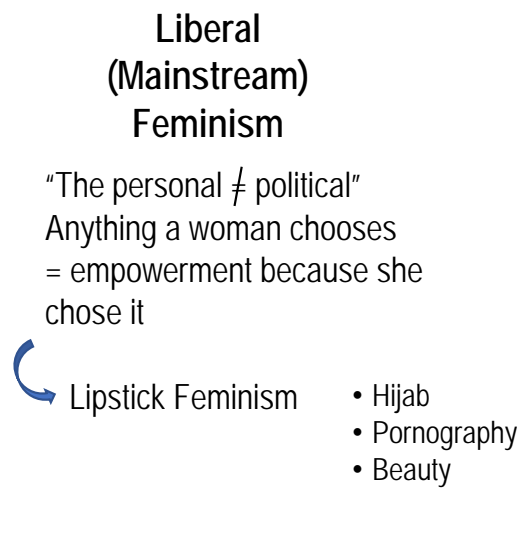 Liberal
(Mainstream)
Feminism
“The personal ≠ political”
Anything a woman chooses
= empowerment because she
chose it
Lipstick Feminism
• Hijab
• Pornography
• Beauty